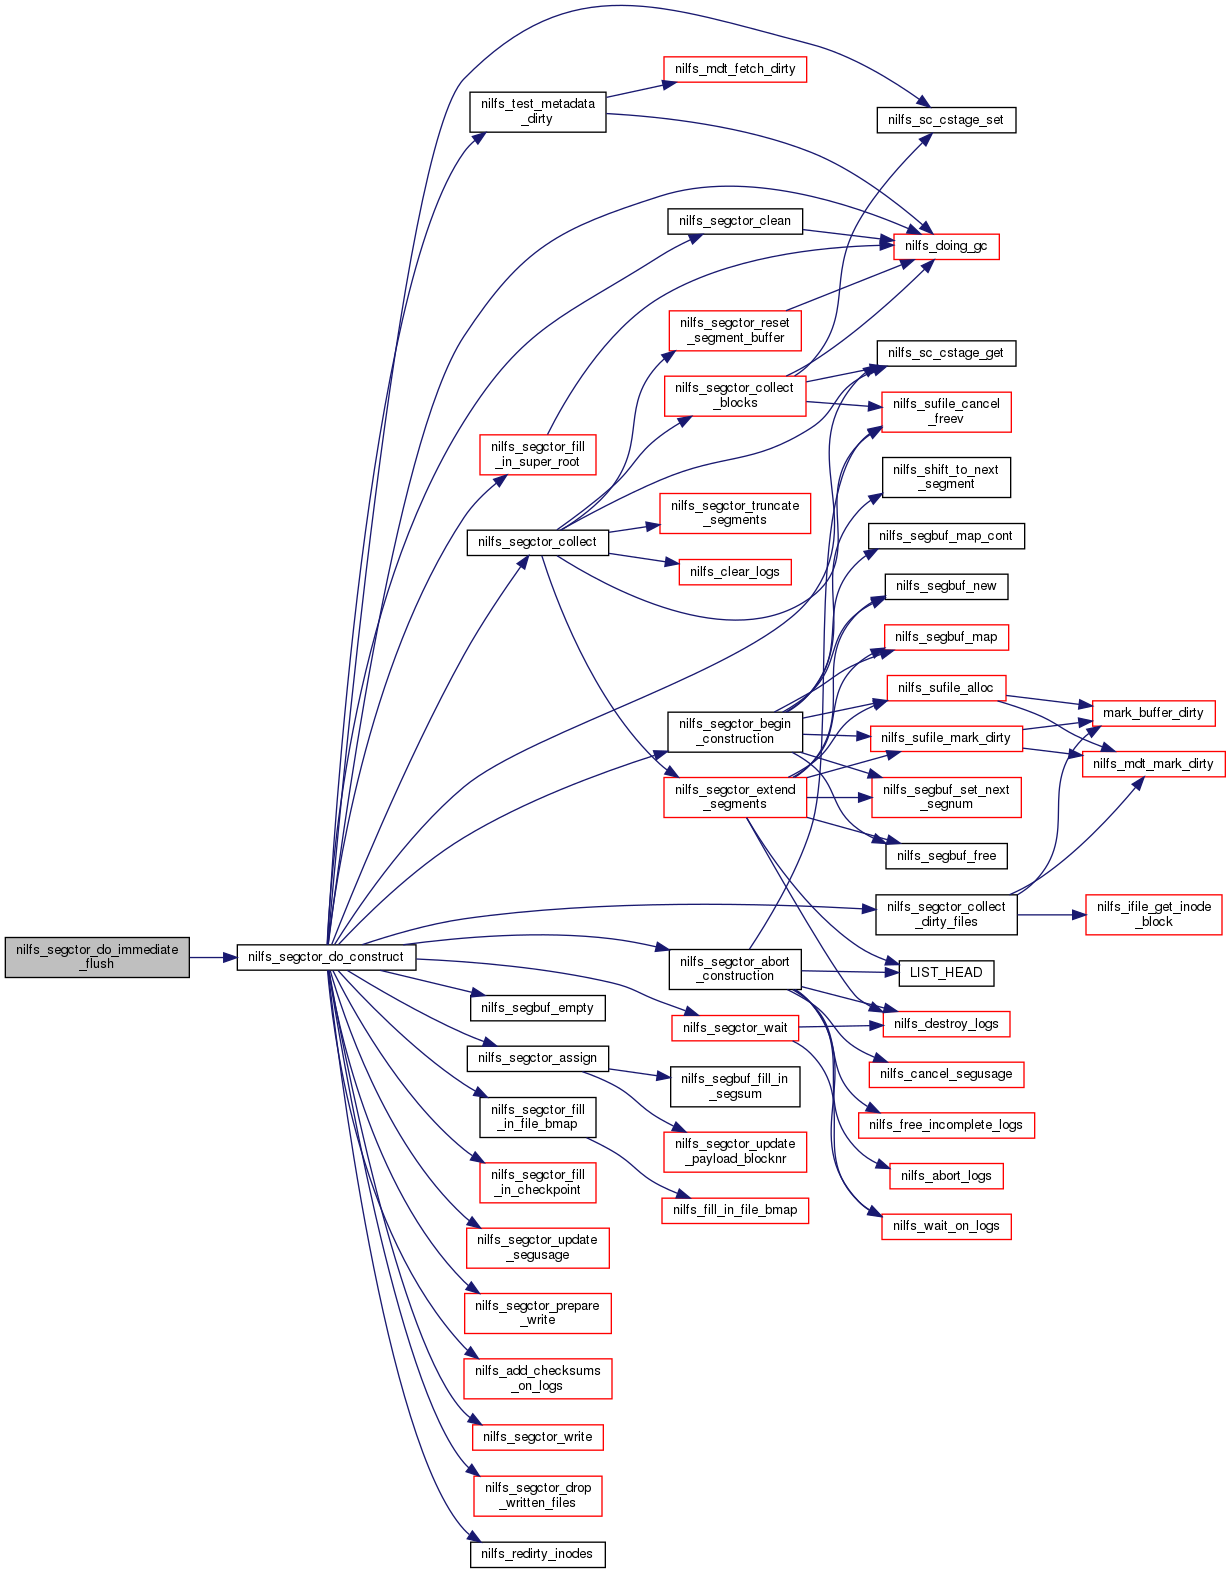 nilfs_mdt_fetch_dirty
nilfs_test_metadata
_dirty
nilfs_sc_cstage_set
nilfs_segctor_clean
nilfs_doing_gc
nilfs_segctor_reset
_segment_buffer
nilfs_sc_cstage_get
nilfs_segctor_collect
_blocks
nilfs_sufile_cancel
_freev
nilfs_segctor_fill
_in_super_root
nilfs_shift_to_next
_segment
nilfs_segctor_truncate
_segments
nilfs_segctor_collect
nilfs_segbuf_map_cont
nilfs_clear_logs
nilfs_segbuf_new
nilfs_segbuf_map
nilfs_sufile_alloc
mark_buffer_dirty
nilfs_segctor_begin
_construction
nilfs_sufile_mark_dirty
nilfs_mdt_mark_dirty
nilfs_segctor_extend
_segments
nilfs_segbuf_set_next
_segnum
nilfs_segbuf_free
nilfs_segctor_collect
_dirty_files
nilfs_ifile_get_inode
_block
nilfs_segctor_do_immediate
_flush
nilfs_segctor_do_construct
nilfs_segctor_abort
_construction
LIST_HEAD
nilfs_segbuf_empty
nilfs_segctor_wait
nilfs_destroy_logs
nilfs_segctor_assign
nilfs_segbuf_fill_in
_segsum
nilfs_cancel_segusage
nilfs_segctor_fill
_in_file_bmap
nilfs_free_incomplete_logs
nilfs_segctor_update
_payload_blocknr
nilfs_segctor_fill
_in_checkpoint
nilfs_abort_logs
nilfs_fill_in_file_bmap
nilfs_wait_on_logs
nilfs_segctor_update
_segusage
nilfs_segctor_prepare
_write
nilfs_add_checksums
_on_logs
nilfs_segctor_write
nilfs_segctor_drop
_written_files
nilfs_redirty_inodes